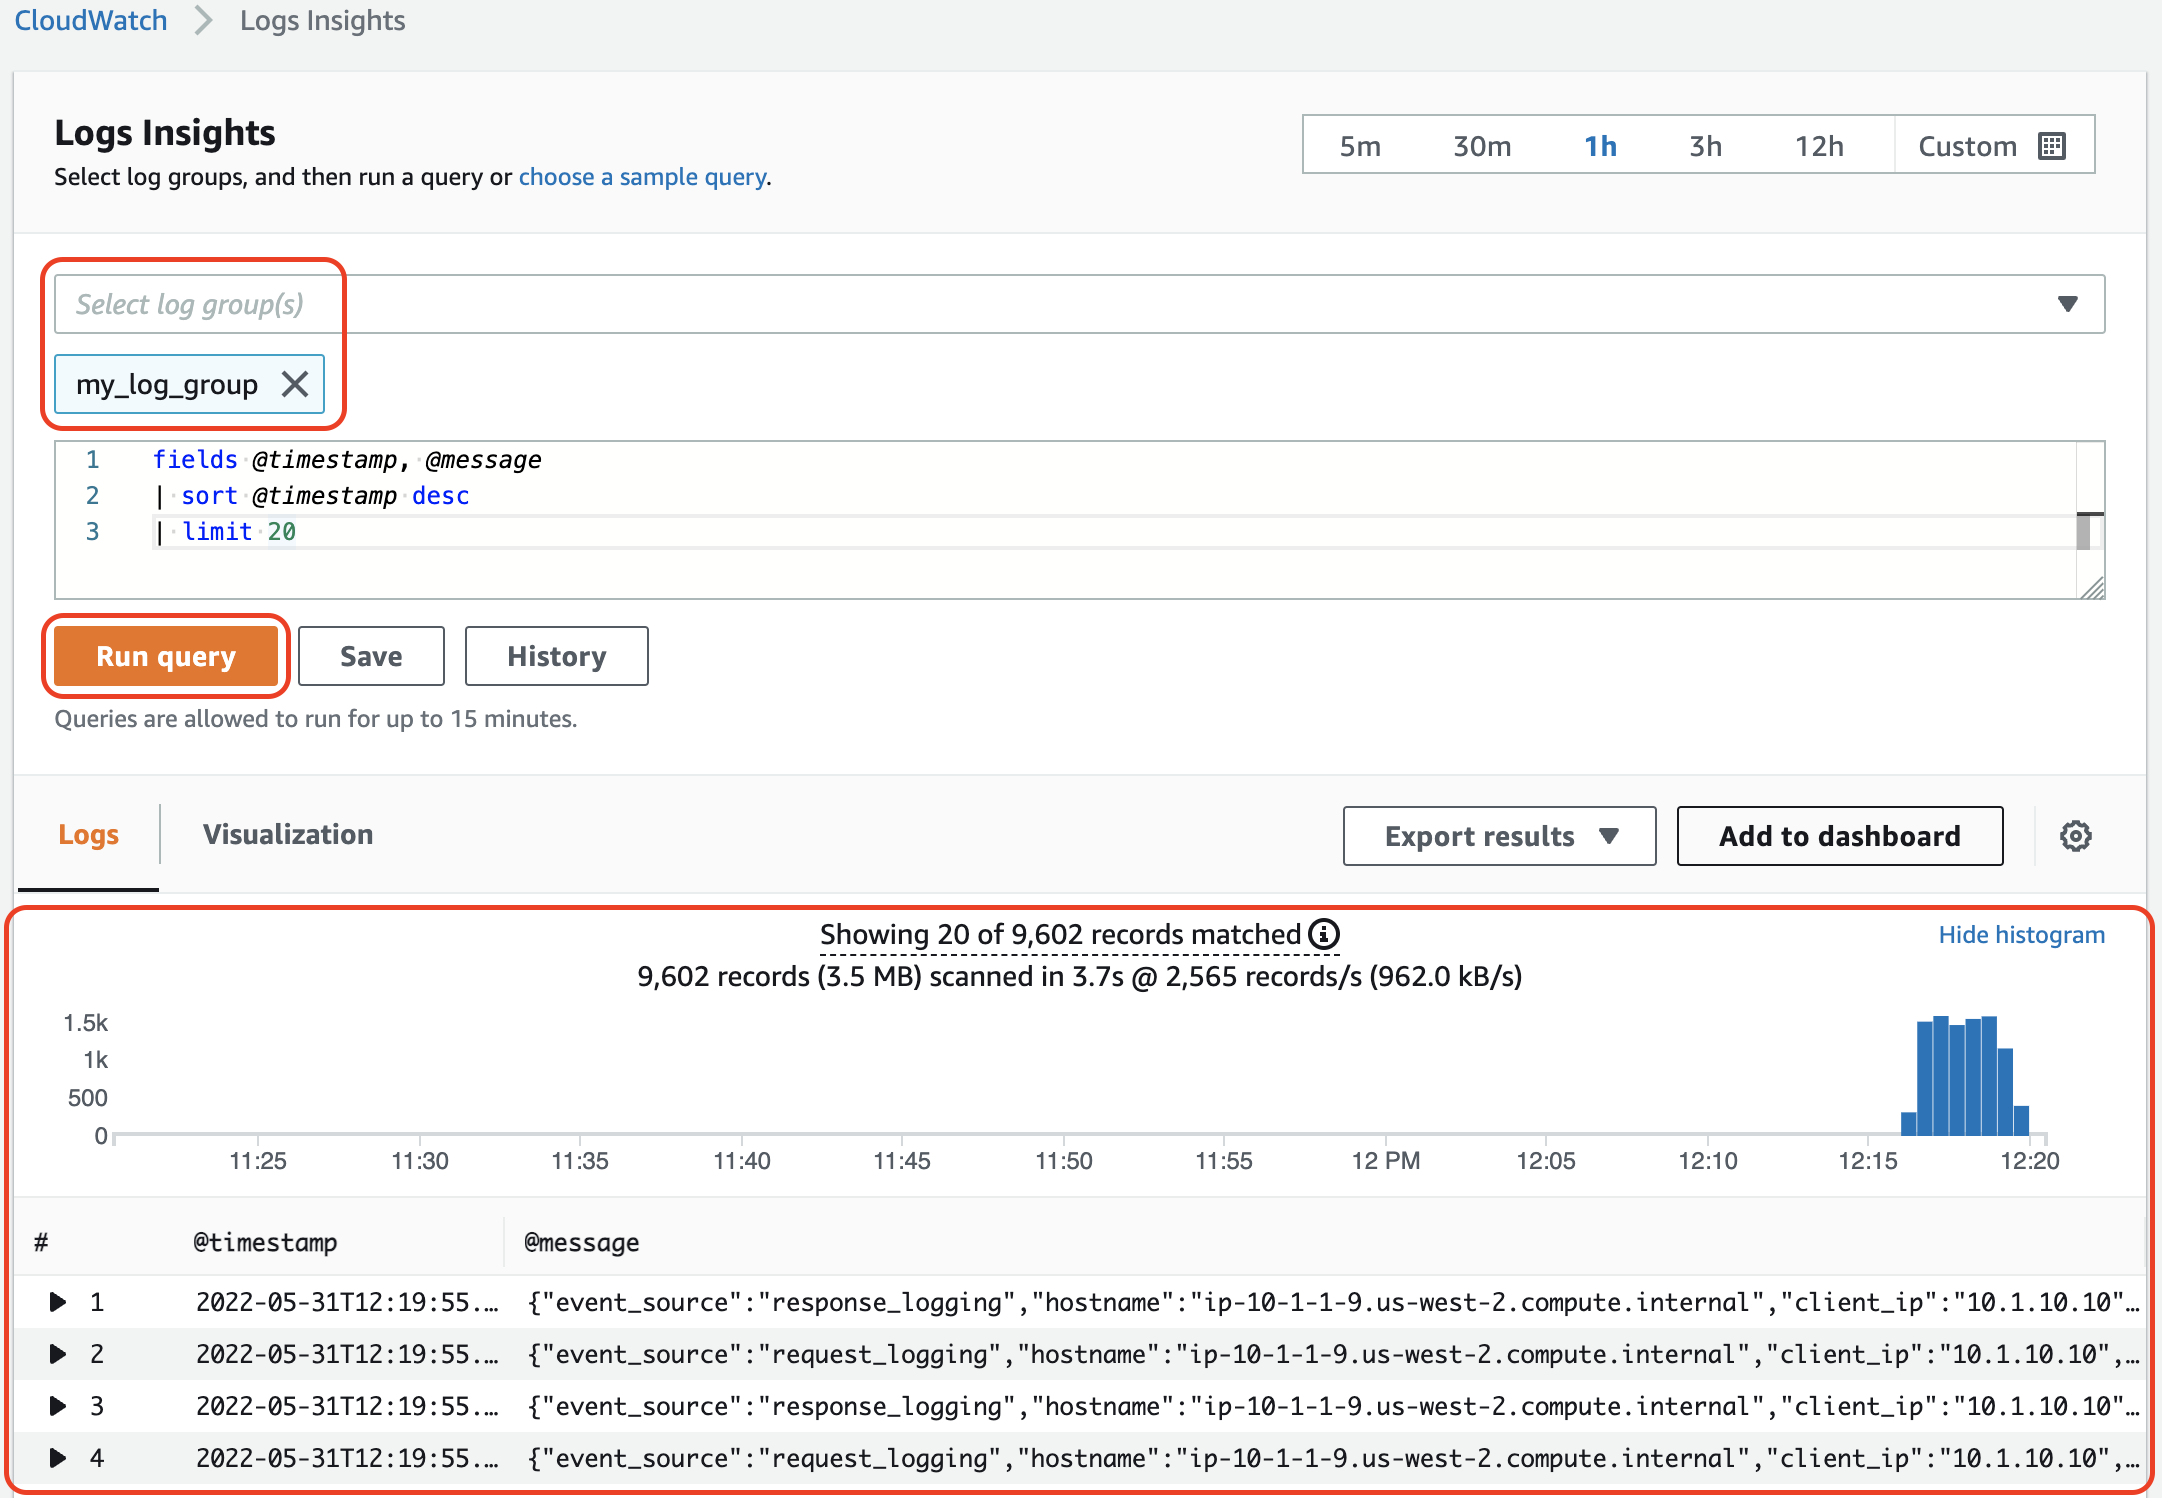 CloudWatch > Logs Insights
Logs Insights
Select log groups, and then run a query or choose a sample query.
5m 30m 1h 3h 12h Custom
Select log group(s)
my_log_group
1 fields @timestamp, @message
2 | sort @timestamp desc
3 | limit 20
Run query Save History
Queries are allowed to run for up to 15 minutes.
Logs Visualization Export results Add to dashboard
Showing 20 of 9,602 records matched
Hide histogram
9,602 records (3.5 MB) scanned in 3.7s @ 2,565 records/s (962.0 kB/s)
1.5k
1k
500
0
11:25 11:30 11:35 11:40 11:45 11:50 11:55 12 PM 12:05 12:10 12:15 12:20
# @timestamp @message
1 2022-05-31T12:19:55.… {"event_source":"response_logging","hostname":"ip-10-1-1-9.us-west-2.compute.internal","client_ip":"10.1.10.10"…
2 2022-05-31T12:19:55.… {"event_source":"request_logging","hostname":"ip-10-1-1-9.us-west-2.compute.internal","client_ip":"10.1.10.10",…
3 2022-05-31T12:19:55.… {"event_source":"response_logging","hostname":"ip-10-1-1-9.us-west-2.compute.internal","client_ip":"10.1.10.10"…
4 2022-05-31T12:19:55.… {"event_source":"request_logging","hostname":"ip-10-1-1-9.us-west-2.compute.internal","client_ip":"10.1.10.10",…